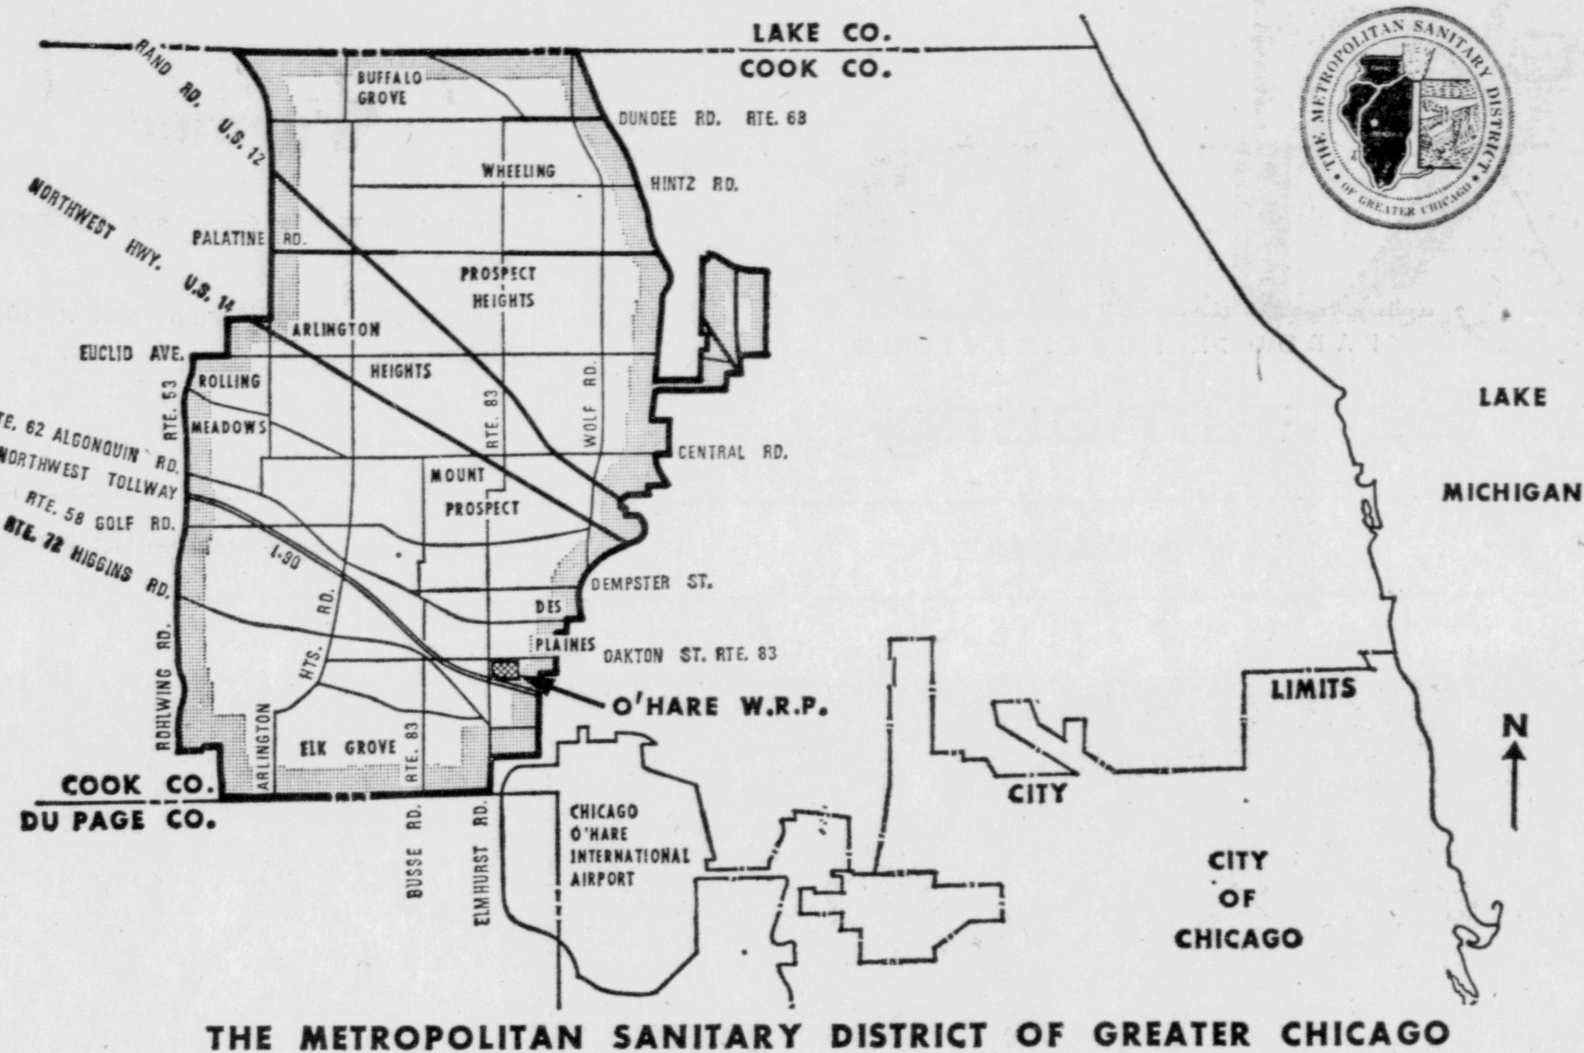 LAKE CO.
COOK CO.
THE METROPOLITAN SANITARY DISTRICT
OF GREATER CHICAGO
RAND RD. U.S. 12
BUFFALO
GROVE
DUNDEE RD. RTE. 68
WHEELING
HINTZ RD.
NORTHWEST HWY. U.S. 14
PALATINE RD.
PROSPECT
HEIGHTS
ARLINGTON
HEIGHTS
EUCLID AVE.
ROLLING
MEADOWS
RTE. 53
RTE. 83
WOLF RD.
LAKE
MICHIGAN
TE. 62 ALGONQUIN RD.
NORTHWEST TOLLWAY
RTE. 58 GOLF RD.
RTE. 72 HIGGINS RD.
CENTRAL RD.
MOUNT
PROSPECT
I-90
DEMPSTER ST.
DES
PLAINES
OAKTON ST. RTE. 83
O'HARE W.R.P.
ROHLWING RD.
ARLINGTON HTS. RD.
ELK GROVE
RTE. 83
LIMITS
CITY
N
COOK CO.
DU PAGE CO.
BUSSE RD.
ELMHURST RD.
CHICAGO
O'HARE
INTERNATIONAL
AIRPORT
CITY
OF
CHICAGO
THE METROPOLITAN SANITARY DISTRICT OF GREATER CHICAGO